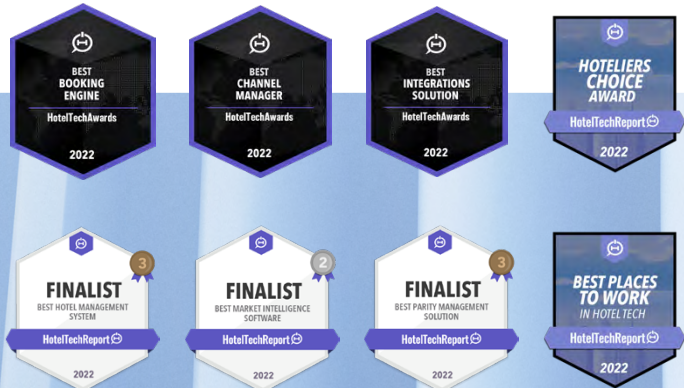 BEST
BOOKING
ENGINE
HotelTechAwards
2022
BEST
CHANNEL
MANAGER
HotelTechAwards
2022
BEST
INTEGRATIONS
SOLUTION
HotelTechAwards
2022
HOTELIERS
CHOICE
AWARD
HotelTechReport
2022
3
FINALIST
BEST HOTEL MANAGEMENT
SYSTEM
HotelTechReport
2022
2
FINALIST
BEST MARKET INTELLIGENCE
SOFTWARE
HotelTechReport
2022
3
FINALIST
BEST PARITY MANAGEMENT
SOLUTION
HotelTechReport
2022
BEST PLACES
TO WORK
IN HOTEL TECH
HotelTechReport
2022